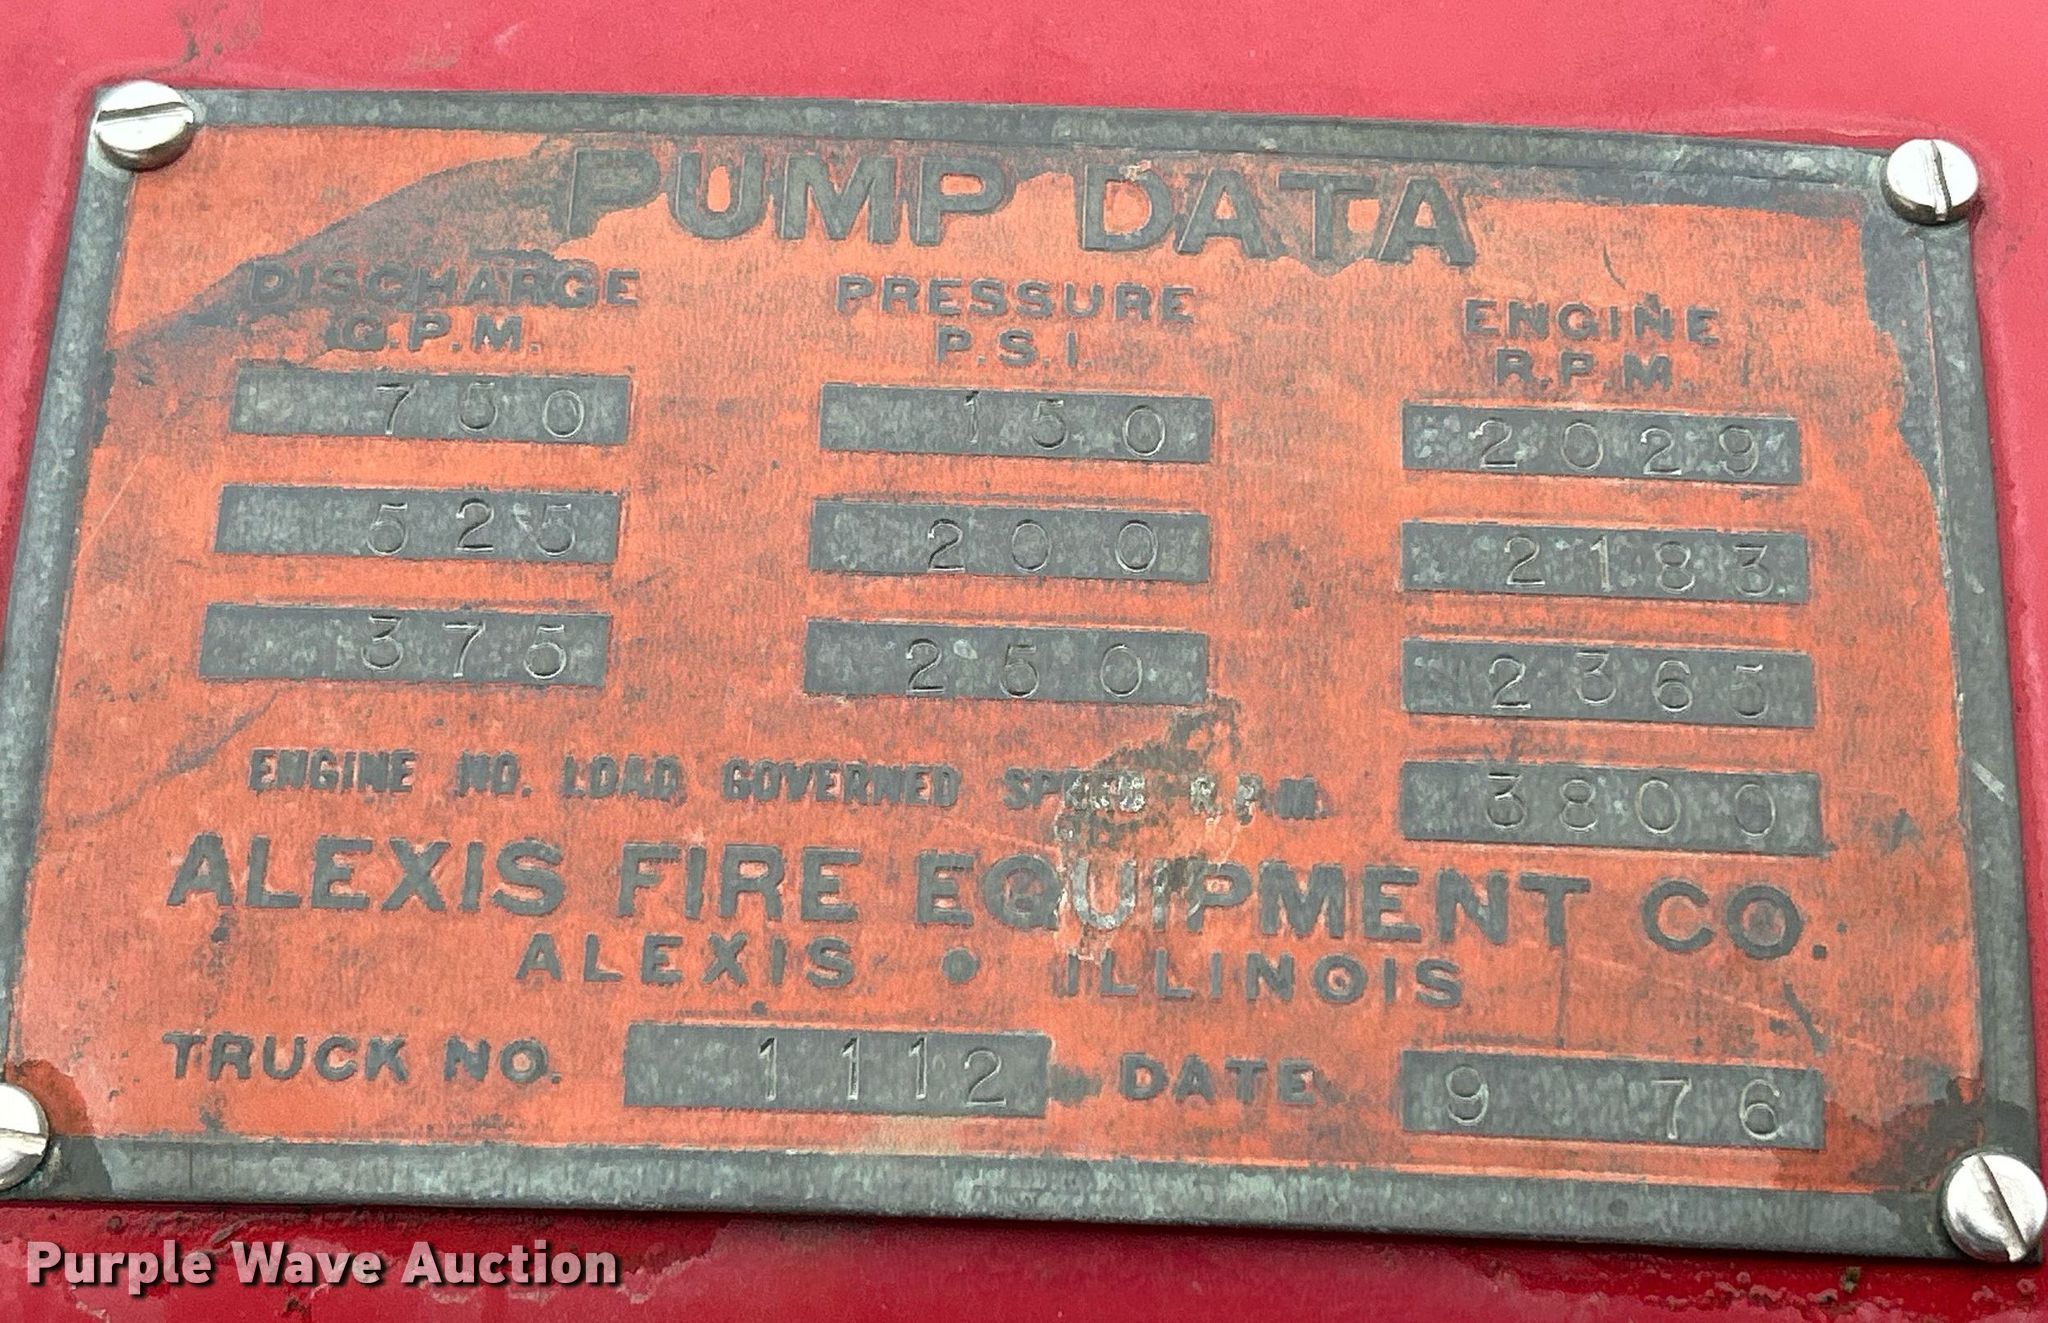 PUMP DATA
DISCHARGE G.P.M. PRESSURE P.S.I. ENGINE R.P.M.
750 150 2029
525 200 2183
375 250 2365
ENGINE NO. LOAD GOVERNED SPEED R.P.M. 3800
ALEXIS FIRE EQUIPMENT CO.
ALEXIS • ILLINOIS
TRUCK NO. 1112 DATE 9 76
Purple Wave Auction